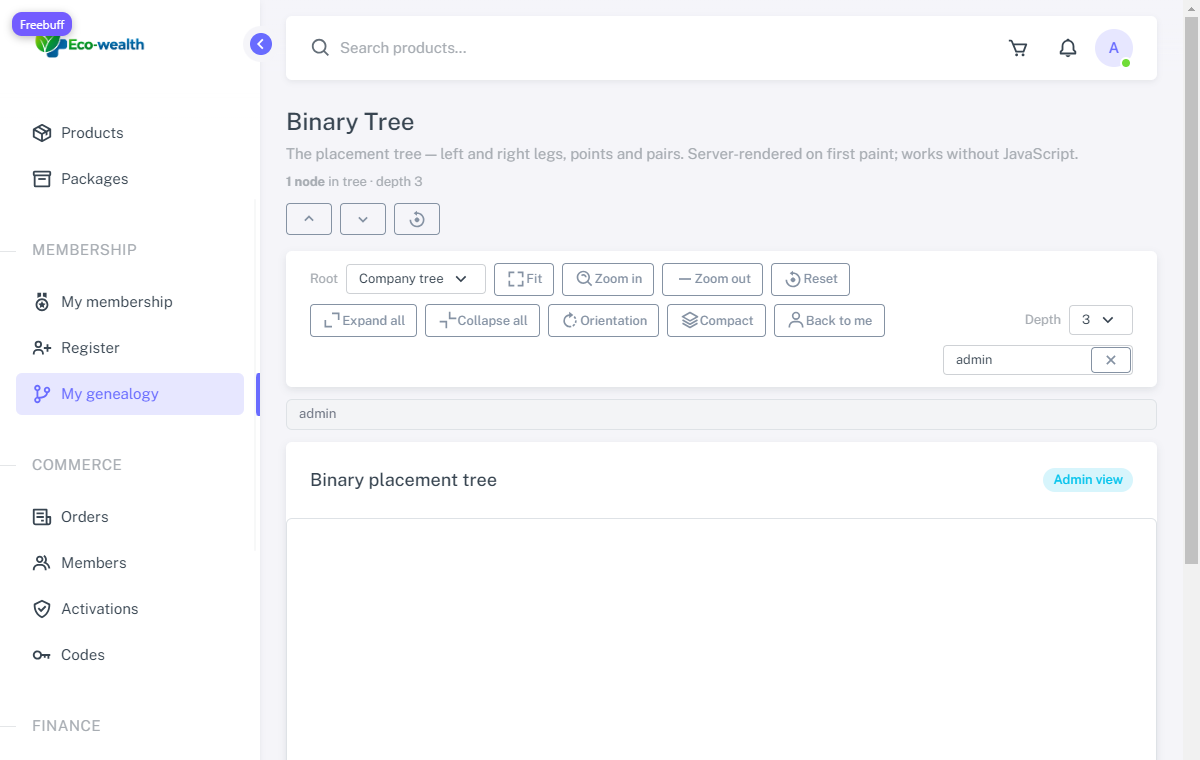 Freebuff
Eco-wealth
Search products...
A
Products
Packages
MEMBERSHIP
My membership
Register
My genealogy
COMMERCE
Orders
Members
Activations
Codes
FINANCE
Binary Tree
The placement tree — left and right legs, points and pairs. Server-rendered on first paint; works without JavaScript.
1 node in tree · depth 3
Root Company tree Fit Zoom in Zoom out Reset
Expand all Collapse all Orientation Compact Back to me Depth 3
admin
admin
Binary placement tree Admin view